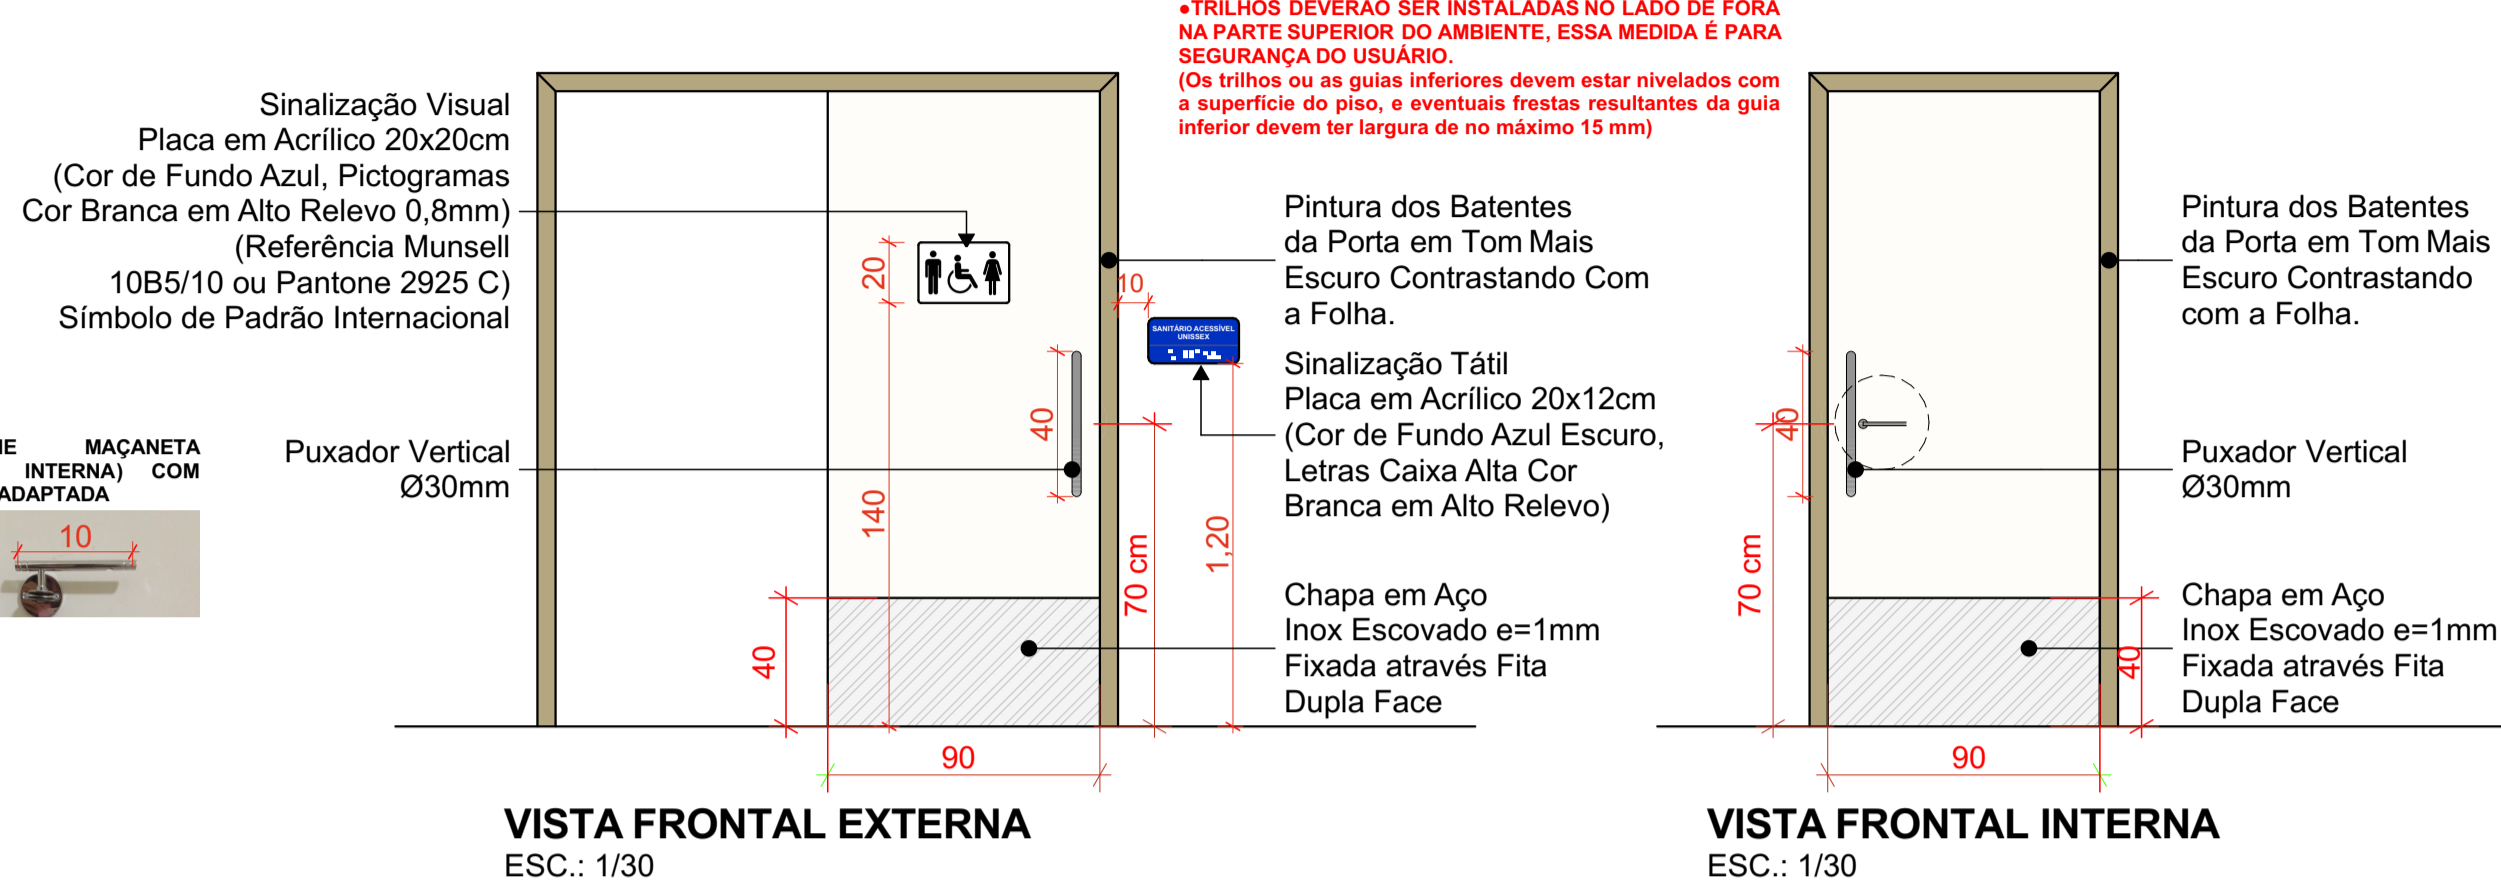 ●TRILHOS DEVERÃO SER INSTALADAS NO LADO DE FORA
NA PARTE SUPERIOR DO AMBIENTE, ESSA MEDIDA É PARA
SEGURANÇA DO USUÁRIO.
(Os trilhos ou as guias inferiores devem estar nivelados com
a superfície do piso, e eventuais frestas resultantes da guia
inferior devem ter largura de no máximo 15 mm)
Sinalização Visual
Placa em Acrílico 20x20cm
(Cor de Fundo Azul, Pictogramas
Cor Branca em Alto Relevo 0,8mm)
(Referência Munsell
10B5/10 ou Pantone 2925 C)
Símbolo de Padrão Internacional
MAÇANETA
INTERNA) COM
ADAPTADA
10
Puxador Vertical
Ø30mm
20
140
40
40
90
10
SANITÁRIO ACESSÍVEL
UNISSEX
70 cm
1,20
Pintura dos Batentes
da Porta em Tom Mais
Escuro Contrastando Com
a Folha.
Sinalização Tátil
Placa em Acrílico 20x12cm
(Cor de Fundo Azul Escuro,
Letras Caixa Alta Cor
Branca em Alto Relevo)
Chapa em Aço
Inox Escovado e=1mm
Fixada através Fita
Dupla Face
VISTA FRONTAL EXTERNA
ESC.: 1/30
40
70 cm
90
40
Pintura dos Batentes
da Porta em Tom Mais
Escuro Contrastando
com a Folha.
Puxador Vertical
Ø30mm
Chapa em Aço
Inox Escovado e=1mm
Fixada através Fita
Dupla Face
VISTA FRONTAL INTERNA
ESC.: 1/30